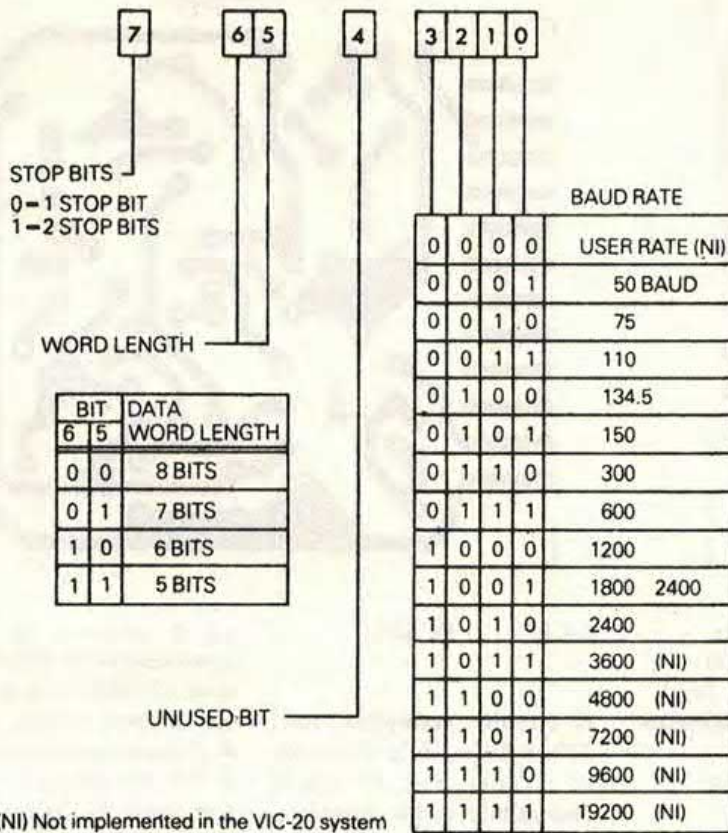 7 6 5 4 3 2 1 0
STOP BITS
0-1 STOP BIT
1-2 STOP BITS
WORD LENGTH
BIT DATA
6 5 WORD LENGTH
0 0 8 BITS
0 1 7 BITS
1 0 6 BITS
1 1 5 BITS
UNUSED BIT
BAUD RATE
0 0 0 0 USER RATE (NI)
0 0 0 1 50 BAUD
0 0 1 0 75
0 0 1 1 110
0 1 0 0 134.5
0 1 0 1 150
0 1 1 0 300
0 1 1 1 600
1 0 0 0 1200
1 0 0 1 1800 2400
1 0 1 0 2400
1 0 1 1 3600 (NI)
1 1 0 0 4800 (NI)
1 1 0 1 7200 (NI)
1 1 1 0 9600 (NI)
1 1 1 1 19200 (NI)
(NI) Not implemented in the VIC-20 system